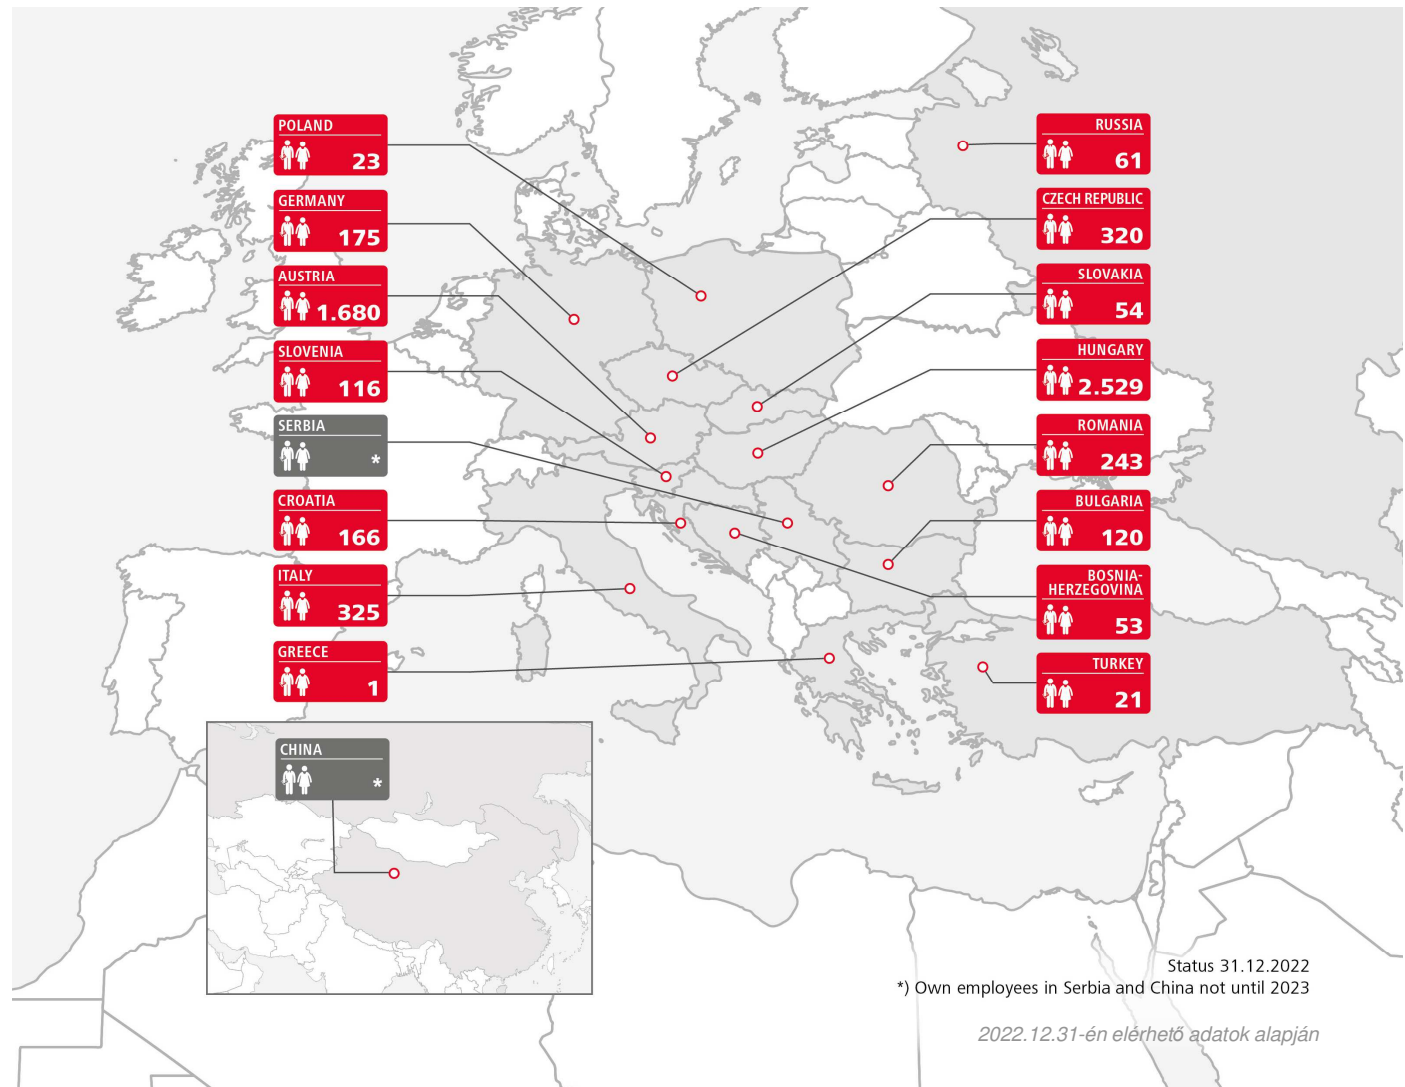 POLAND
23
GERMANY
175
AUSTRIA
1.680
SLOVENIA
116
SERBIA
*
CROATIA
166
ITALY
325
GREECE
1
CHINA
*
RUSSIA
61
CZECH REPUBLIC
320
SLOVAKIA
54
HUNGARY
2.529
ROMANIA
243
BULGARIA
120
BOSNIA-
HERZEGOVINA
53
TURKEY
21
Status 31.12.2022
*) Own employees in Serbia and China not until 2023
2022.12.31-én elérhető adatok alapján